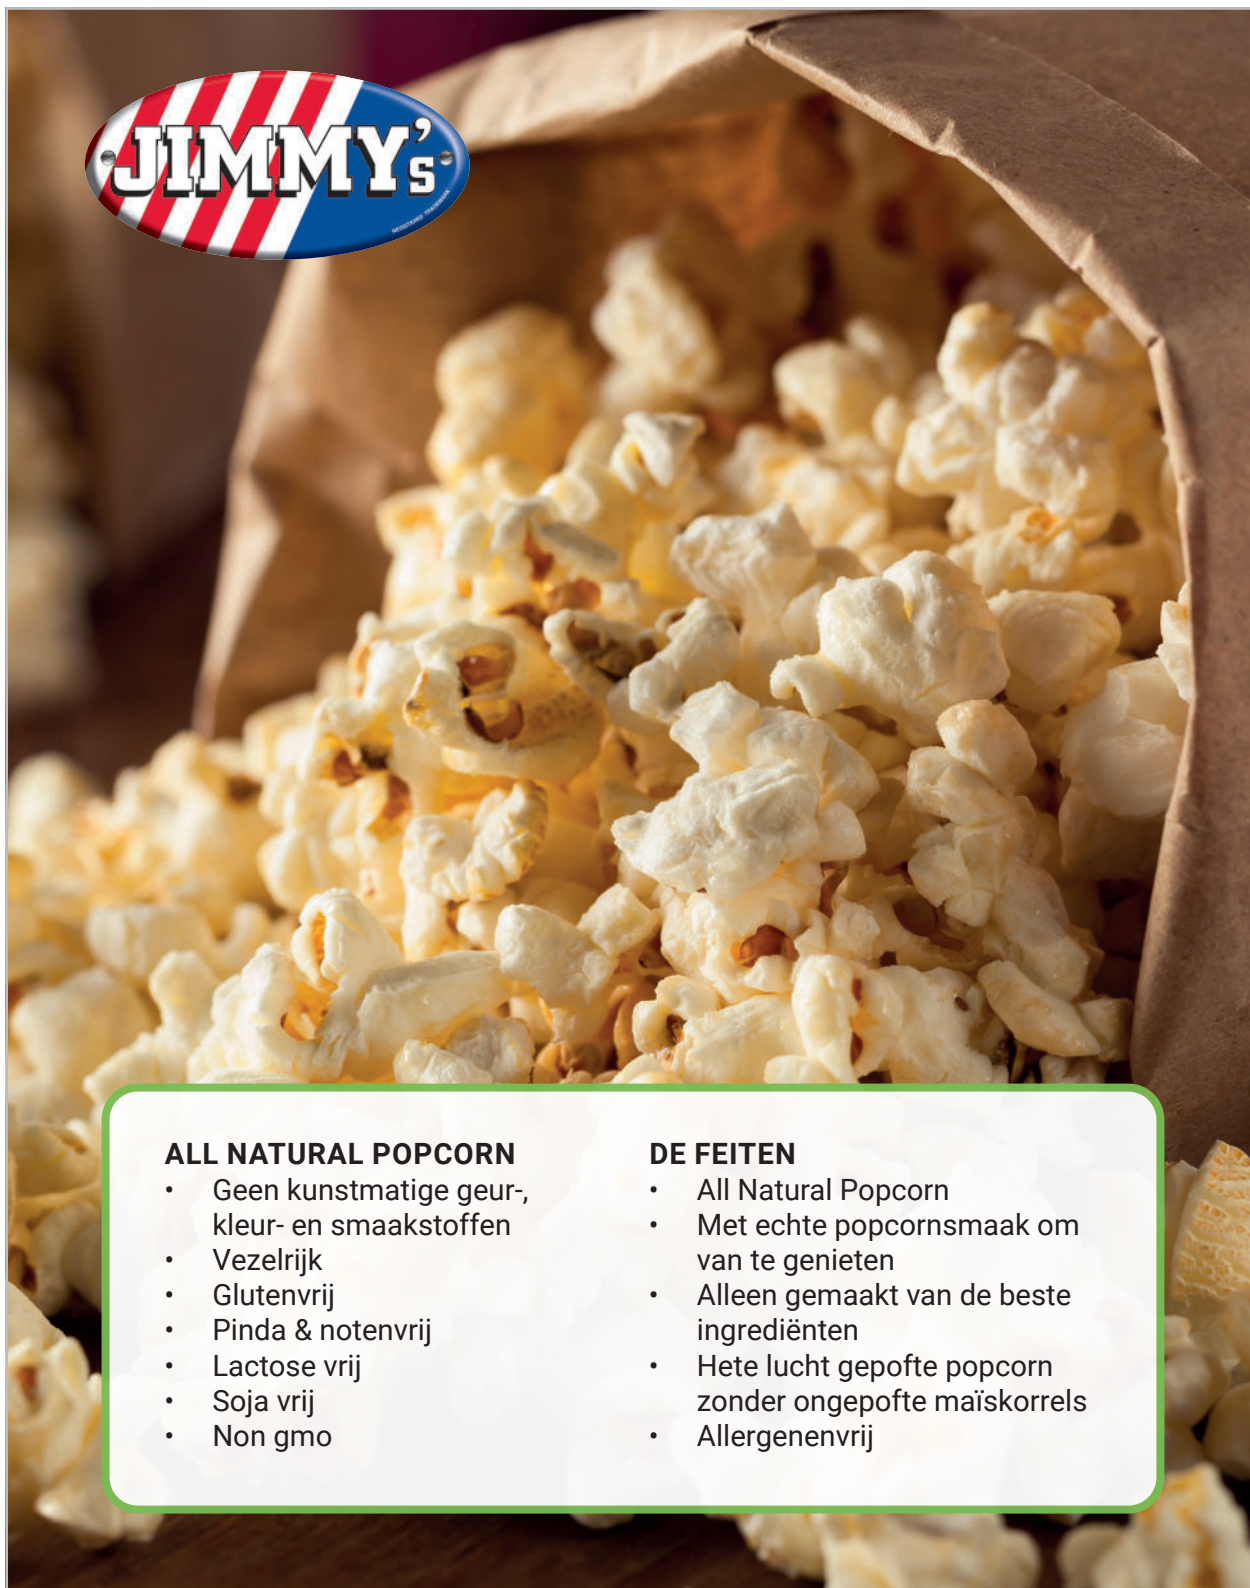 JIMMY's
REGISTERED TRADEMARK
ALL NATURAL POPCORN
• Geen kunstmatige geur-,
kleur- en smaakstoffen
• Vezelrijk
• Glutenvrij
• Pinda & notenvrij
• Lactose vrij
• Soja vrij
• Non gmo
DE FEITEN
• All Natural Popcorn
• Met echte popcornsmaak om
van te genieten
• Alleen gemaakt van de beste
ingrediënten
• Hete lucht gepofte popcorn
zonder ongepofte maïskorrels
• Allergenenvrij